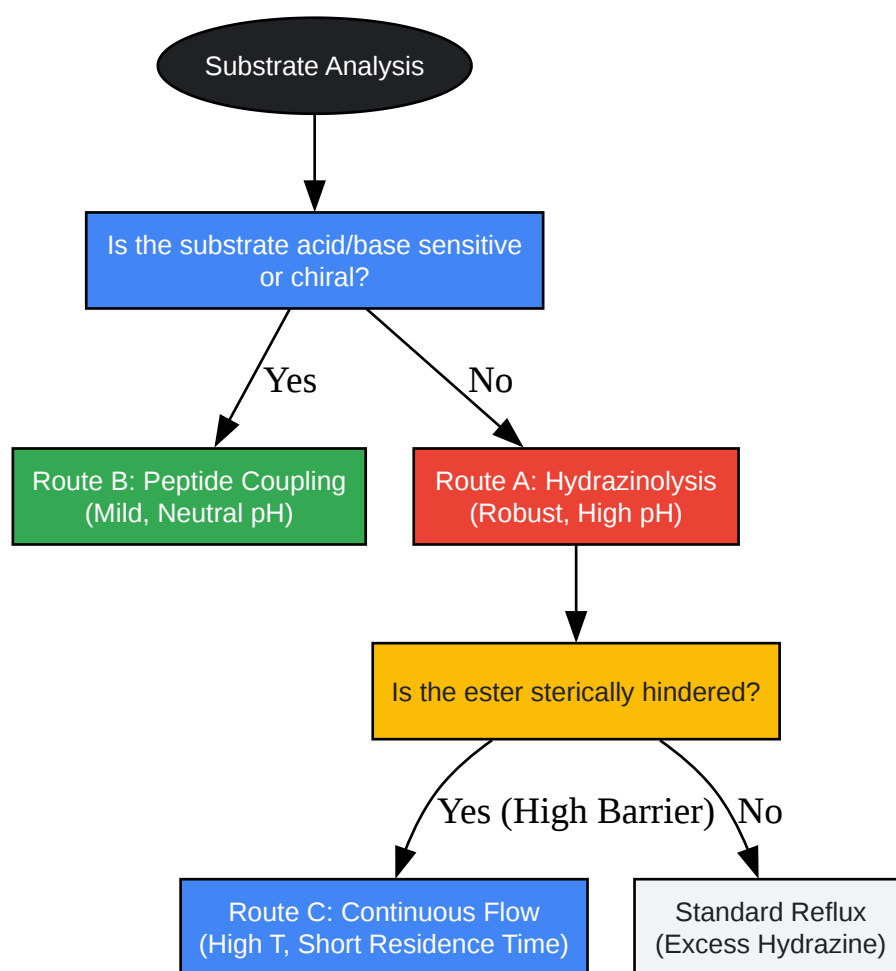 Substrate Analysis
Is the substrate acid/base sensitive
or chiral?
Yes
No
Route B: Peptide Coupling
(Mild, Neutral pH)
Route A: Hydrazinolysis
(Robust, High pH)
Is the ester sterically hindered?
Yes (High Barrier)
No
Route C: Continuous Flow
(High T, Short Residence Time)
Standard Reflux
(Excess Hydrazine)